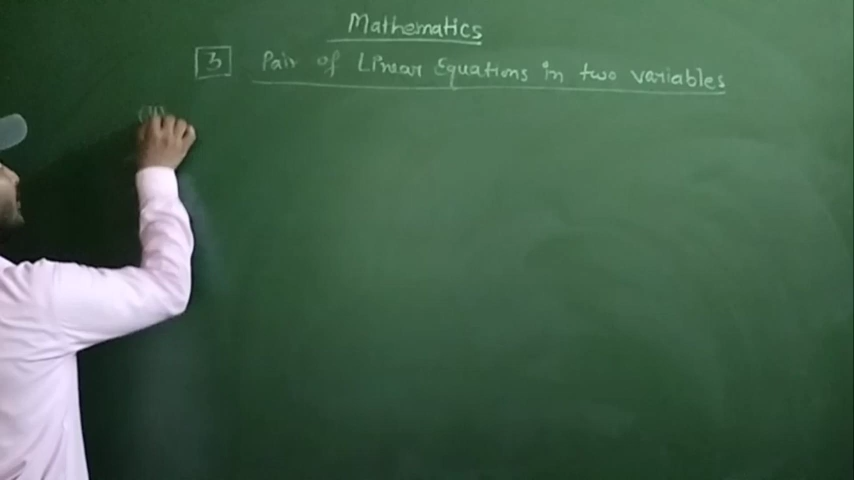 Mathematics
3 Pair of Linear Equations in two variables